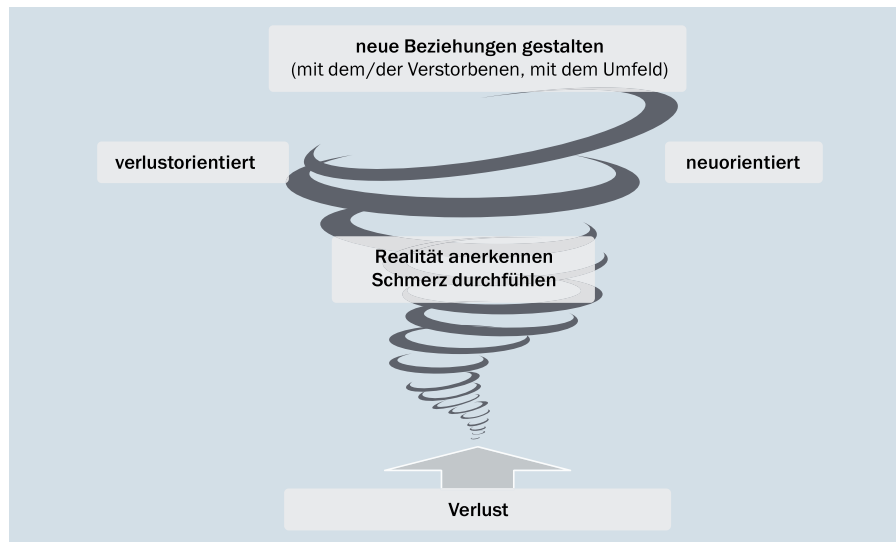 neue Beziehungen gestalten
(mit dem/der Verstorbenen, mit dem Umfeld)
verlustorientiert
neuorientiert
Realität anerkennen
Schmerz durchfühlen
Verlust